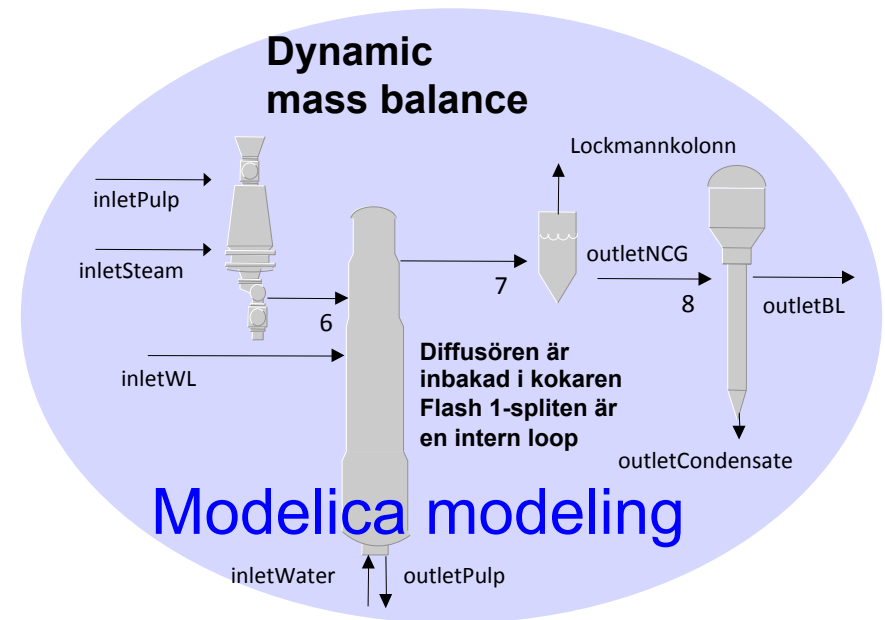 Dynamic
mass balance
Lockmannkolonn
inletPulp
outletNCG
inletSteam
7
8
outletBL
6
inletWL
Diffusören är
inbakad i kokaren
Flash 1-spliten är
en intern loop
outletCondensate
Modelica modeling
inletWater
outletPulp